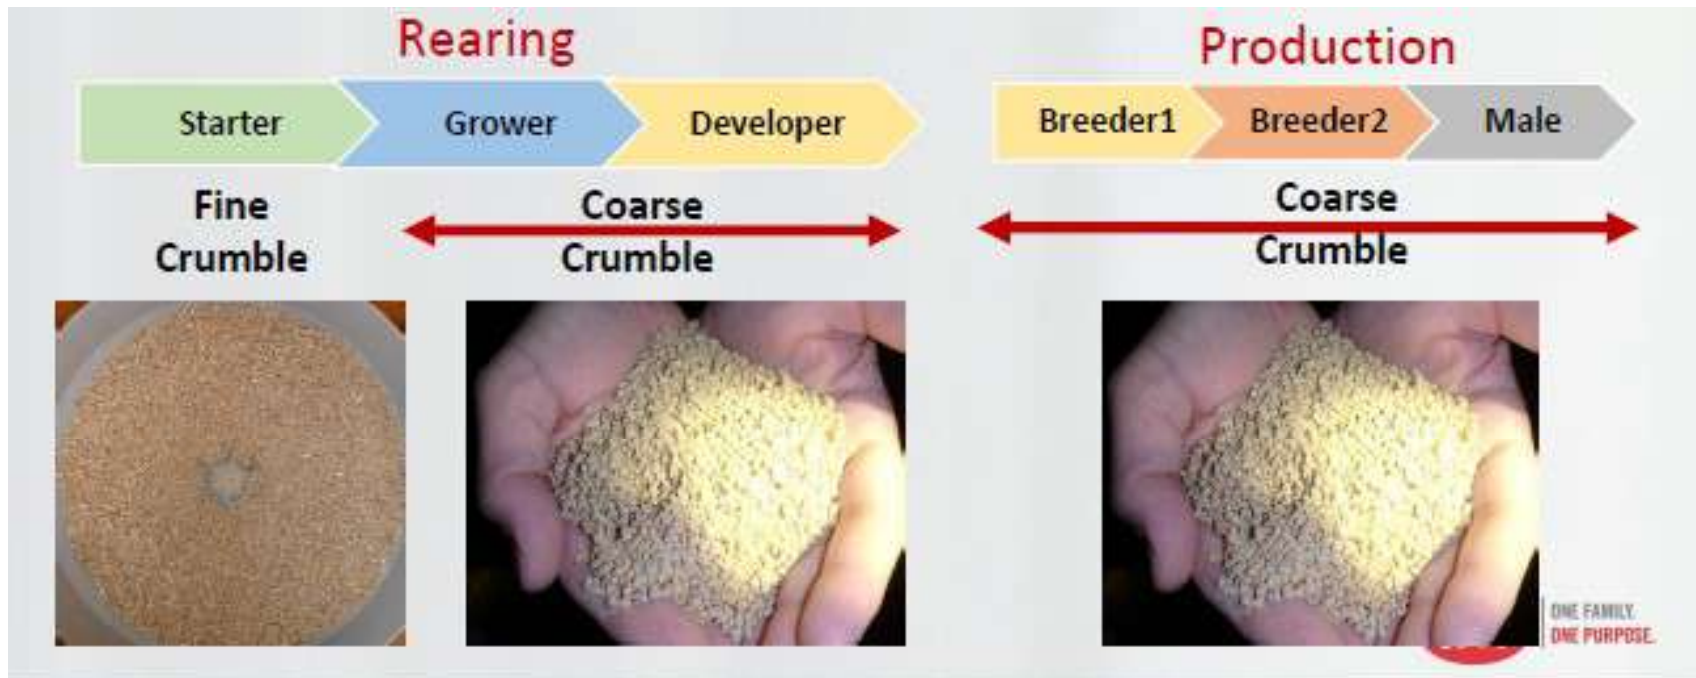 Rearing
Production
Starter
Grower
Developer
Breeder1
Breeder2
Male
Fine
Crumble
Coarse
Crumble
Coarse
Crumble
ONE FAMILY.
ONE PURPOSE.